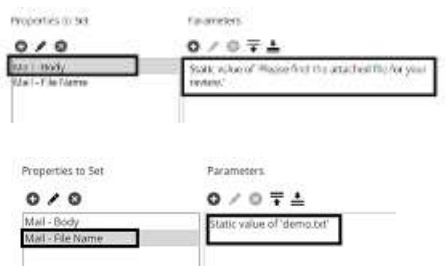 Properties to Set
Parameters
Mail - Body
Mail - File Name
Static value of 'Please find the attached file for your
review.'
Properties to Set
Parameters
Mail - Body
Mail - File Name
Static value of 'demo.txt'